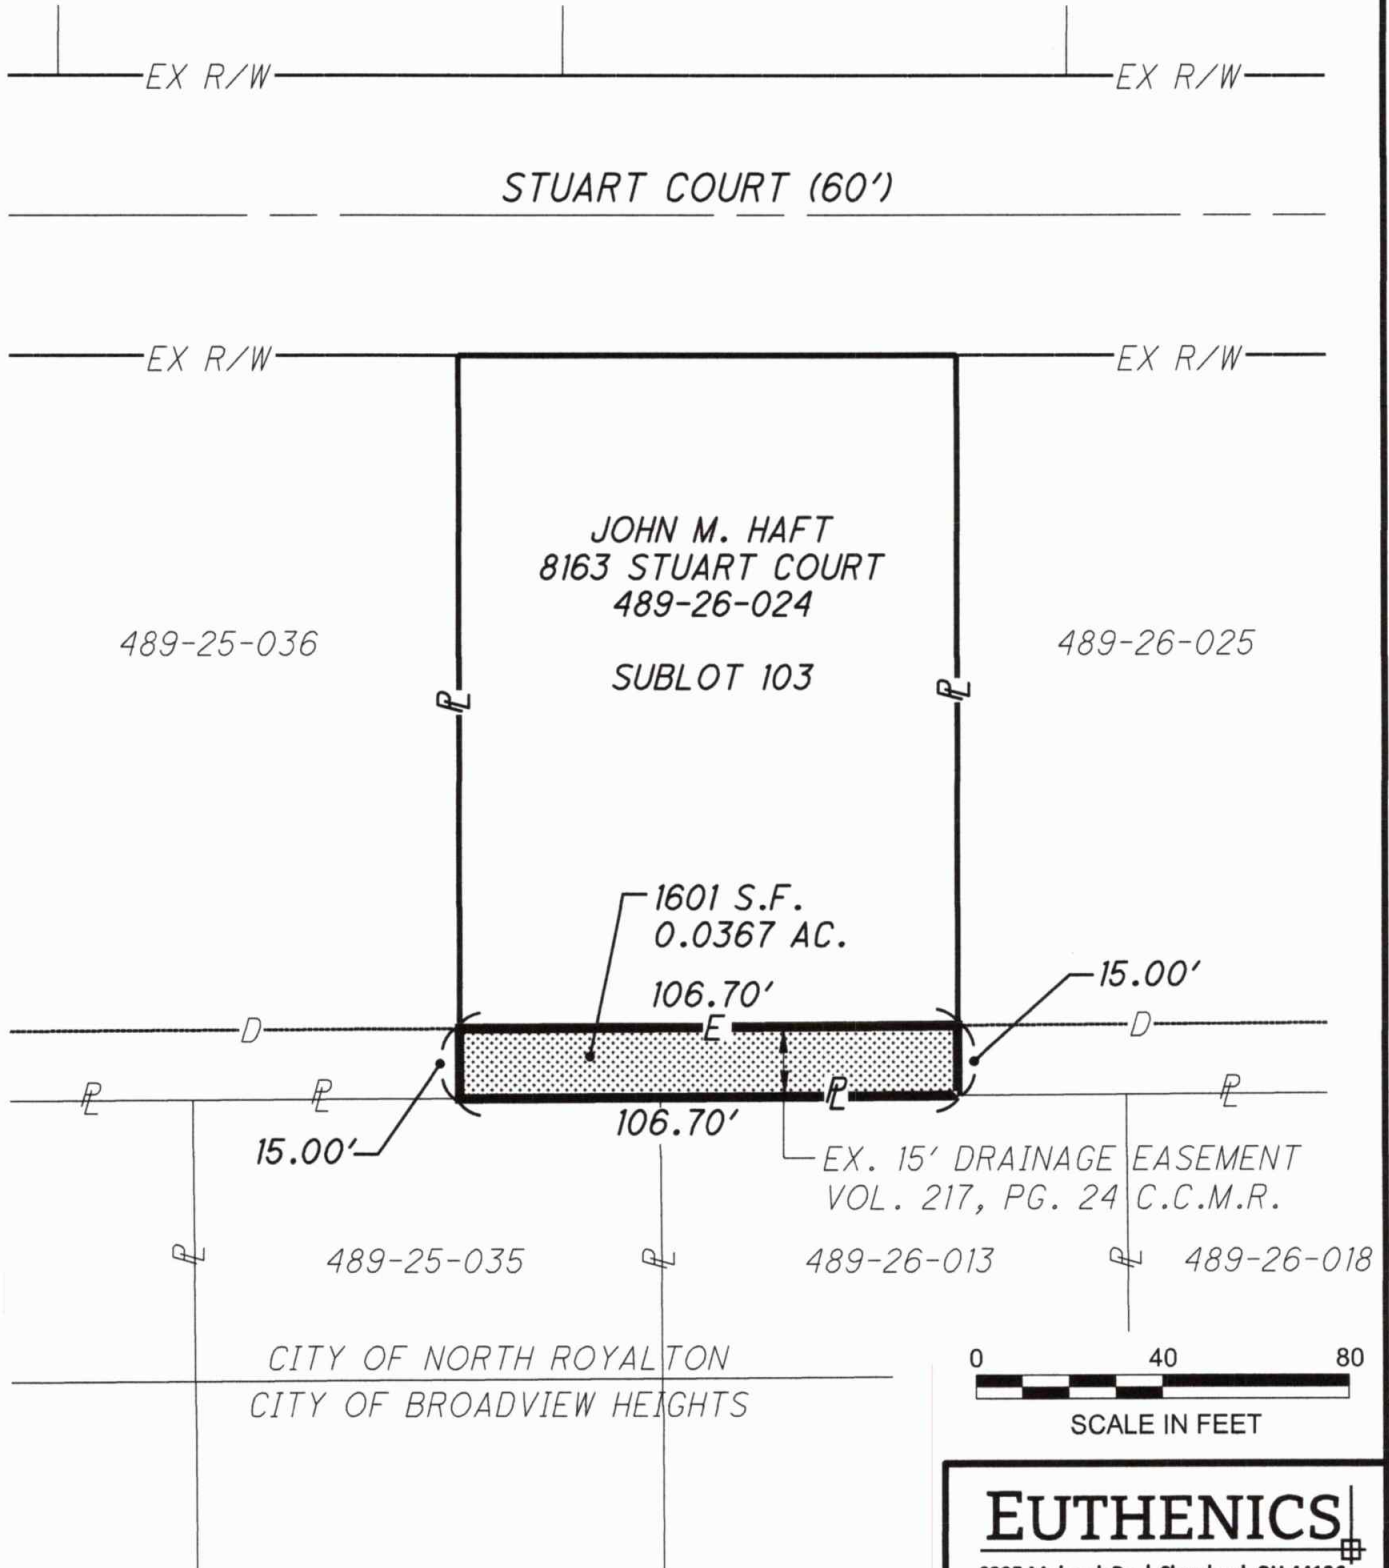 EX R/W EX R/W
STUART COURT (60')
EX R/W EX R/W
JOHN M. HAFT
8163 STUART COURT
489-26-024
489-25-036
489-26-025
SUBLOT 103
PL PL
1601 S.F.
0.0367 AC.
106.70'
15.00'
D E D
PL PL PL PL
106.70'
15.00'
EX. 15' DRAINAGE EASEMENT
VOL. 217, PG. 24 C.C.M.R.
PL 489-25-035 PL 489-26-013 PL 489-26-018
CITY OF NORTH ROYALTON
CITY OF BROADVIEW HEIGHTS
0 40 80
SCALE IN FEET
EUTHENICS